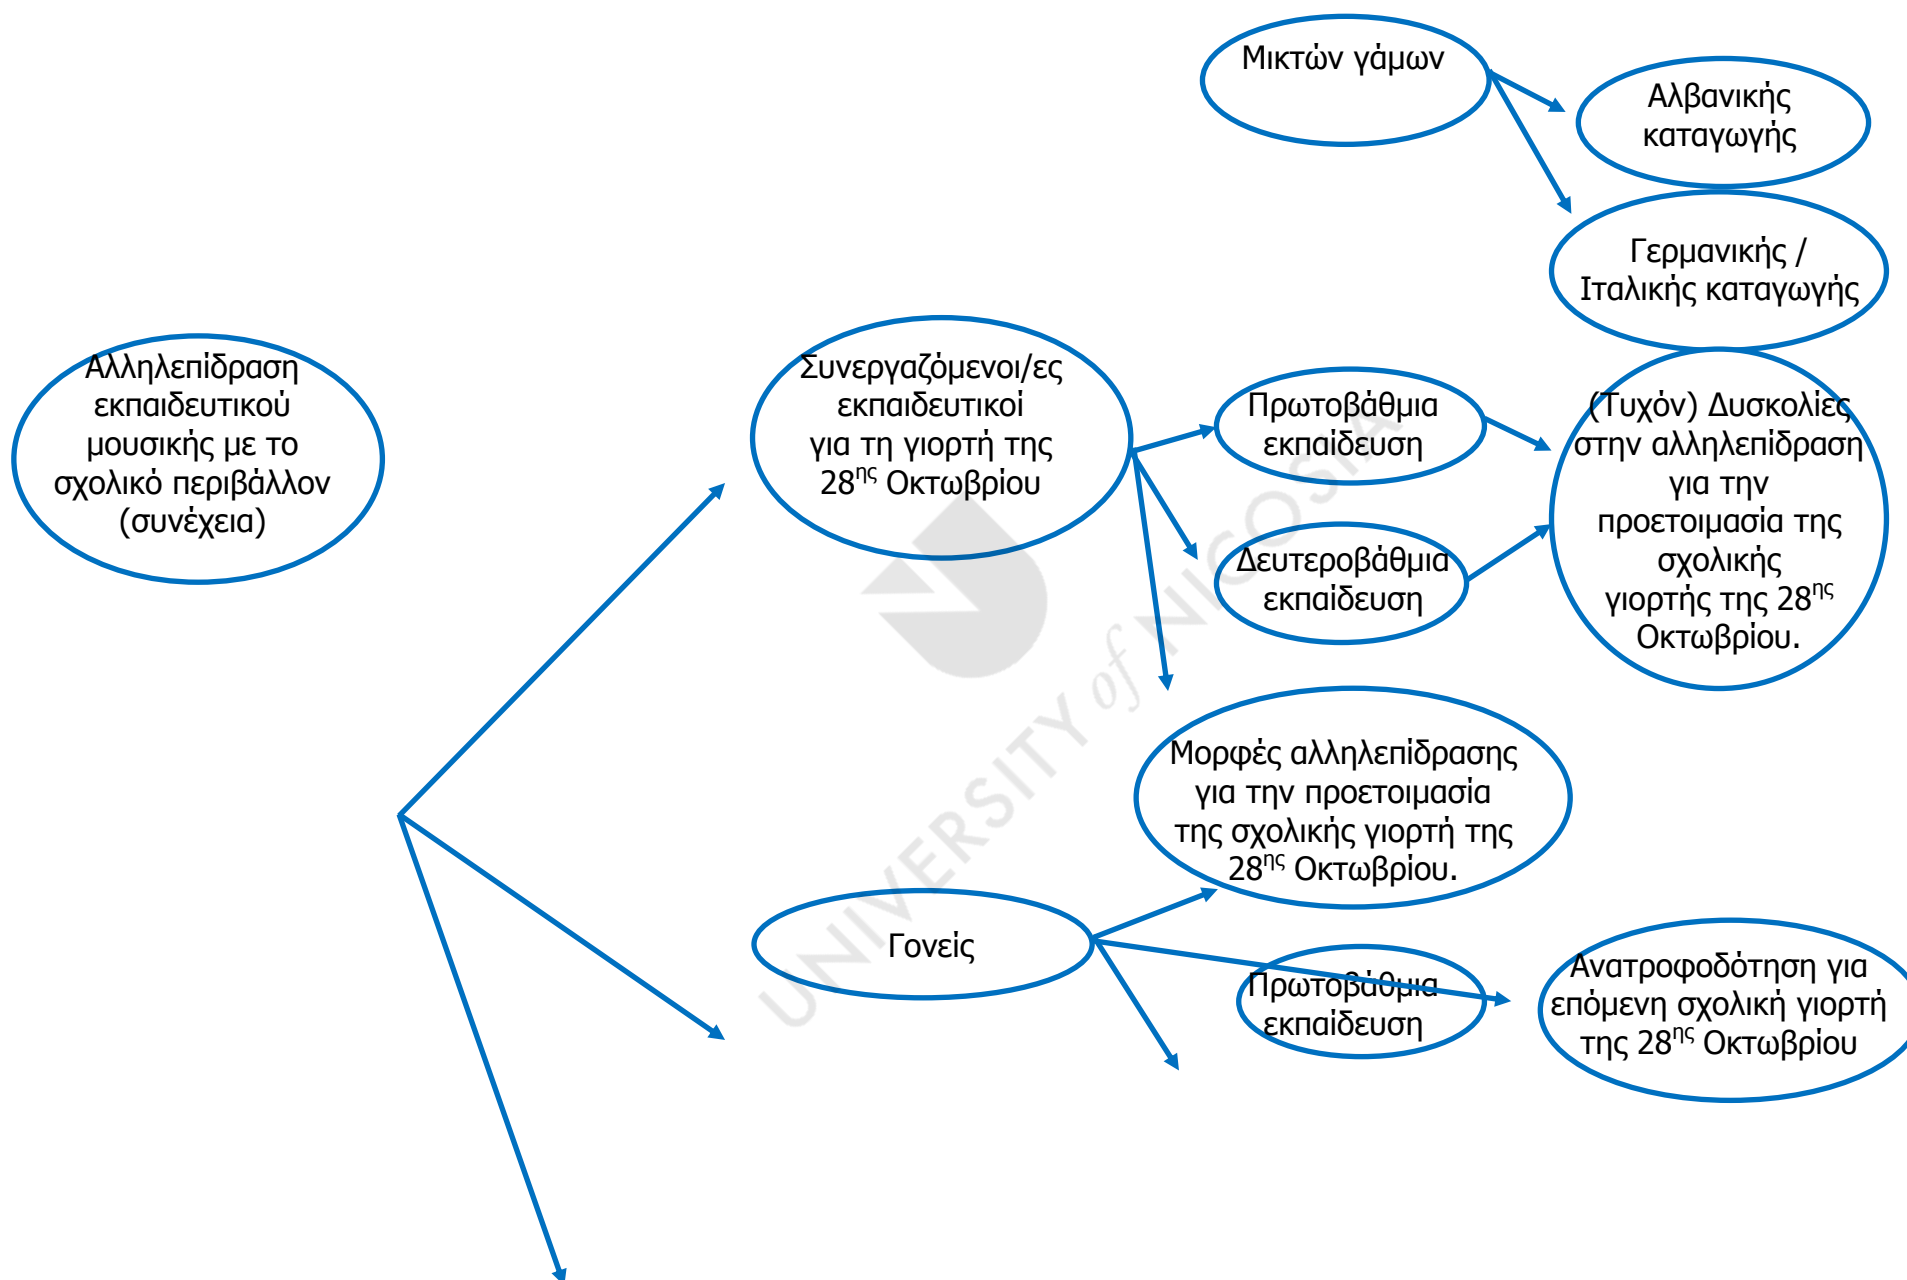 Μικτών γάμων
Αλβανικής
καταγωγής
Γερμανικής /
Ιταλικής καταγωγής
Αλληλεπίδραση
εκπαιδευτικού
μουσικής με το
σχολικό περιβάλλον
(συνέχεια)
Συνεργαζόμενοι/ες
εκπαιδευτικοί
για τη γιορτή της
28ης Οκτωβρίου
Πρωτοβάθμια
εκπαίδευση
Δευτεροβάθμια
εκπαίδευση
(Τυχόν) Δυσκολίες
στην αλληλεπίδραση
για την
προετοιμασία της
σχολικής
γιορτής της 28ης
Οκτωβρίου.
Μορφές αλληλεπίδρασης
για την προετοιμασία
της σχολικής γιορτή της
28ης Οκτωβρίου.
Γονείς
Πρωτοβάθμια
εκπαίδευση
Ανατροφοδότηση για
επόμενη σχολική γιορτή
της 28ης Οκτωβρίου
UNIVERSITY of NICOSIA